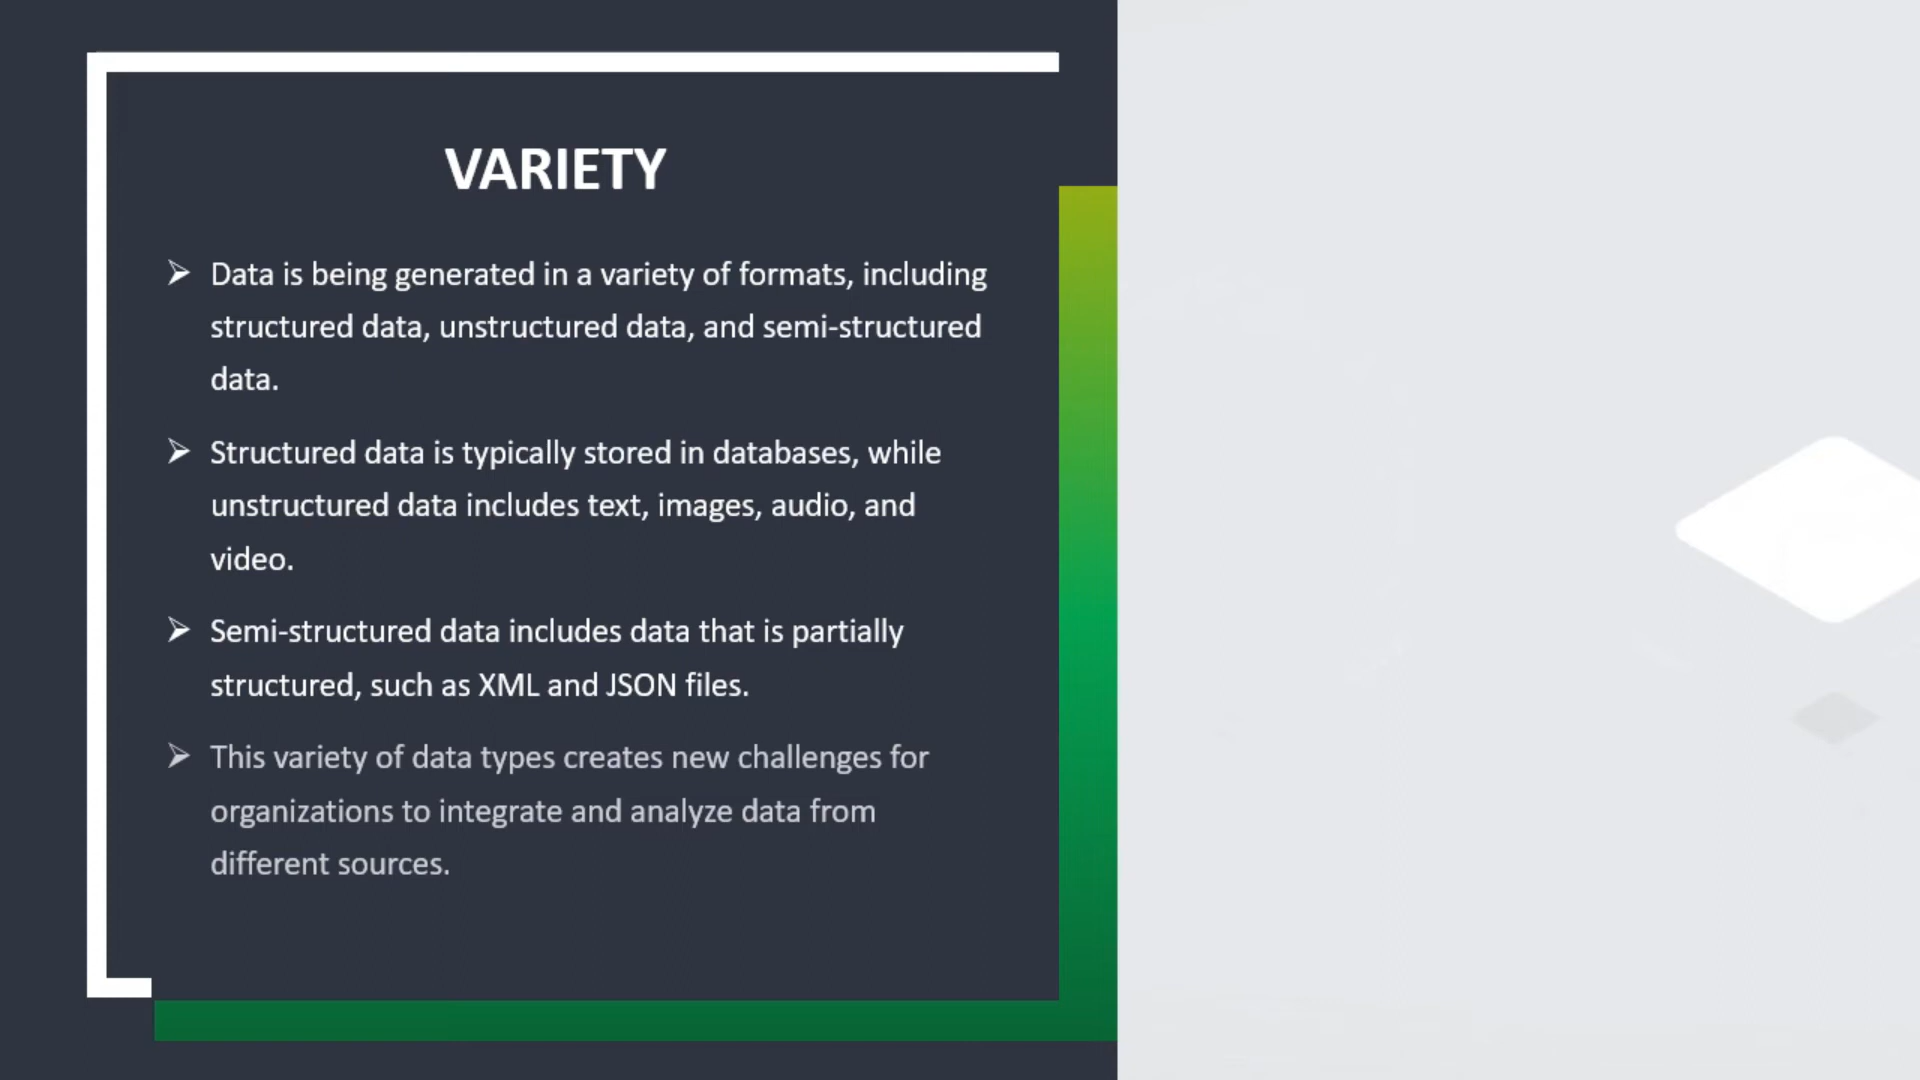 VARIETY
➢ Data is being generated in a variety of formats, including
structured data, unstructured data, and semi-structured
data.
➢ Structured data is typically stored in databases, while
unstructured data includes text, images, audio, and
video.
➢ Semi-structured data includes data that is partially
structured, such as XML and JSON files.
➢ This variety of data types creates new challenges for
organizations to integrate and analyze data from
different sources.